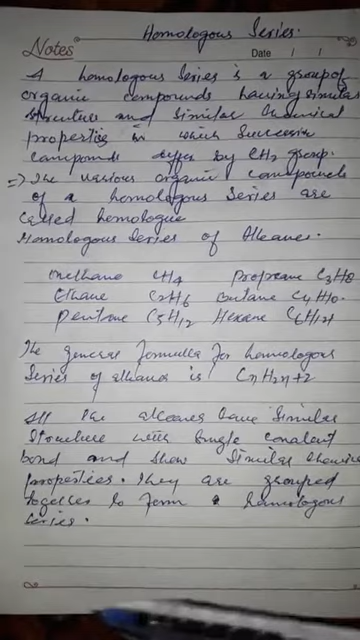 Homologous Series.
Notes
Date / /
A homologous Series is a group of
organic compounds having similar
structure and similar chemical
properties in which Successive
compounds differ by CH2 group.
=> The various organic compounds
of a homologous Series are
called homologue
Homologous Series of Alkanes.
Methane CH4 Propane C3H8
Ethane C2H6 Butane C4H10
Pentane C5H12 Hexane C6H14
The general formula for homologous
Series of alkanes is CnH2n+2
All the alkanes have Similar
Structure with Single covalent
bond and show Similar chemical
properties. They are grouped
together to form a homologous
Series.